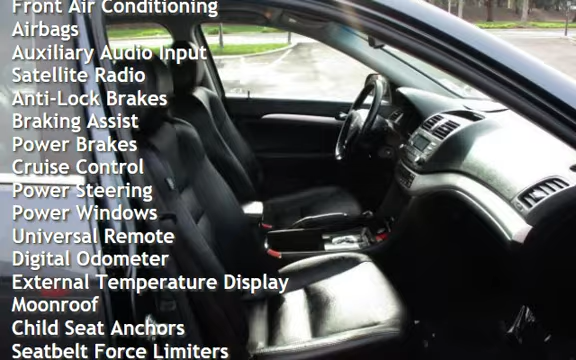 Front Air Conditioning
Airbags
Auxiliary Audio Input
Satellite Radio
Anti-Lock Brakes
Braking Assist
Power Brakes
Cruise Control
Power Steering
Power Windows
Universal Remote
Digital Odometer
External Temperature Display
Moonroof
Child Seat Anchors
Seatbelt Force Limiters